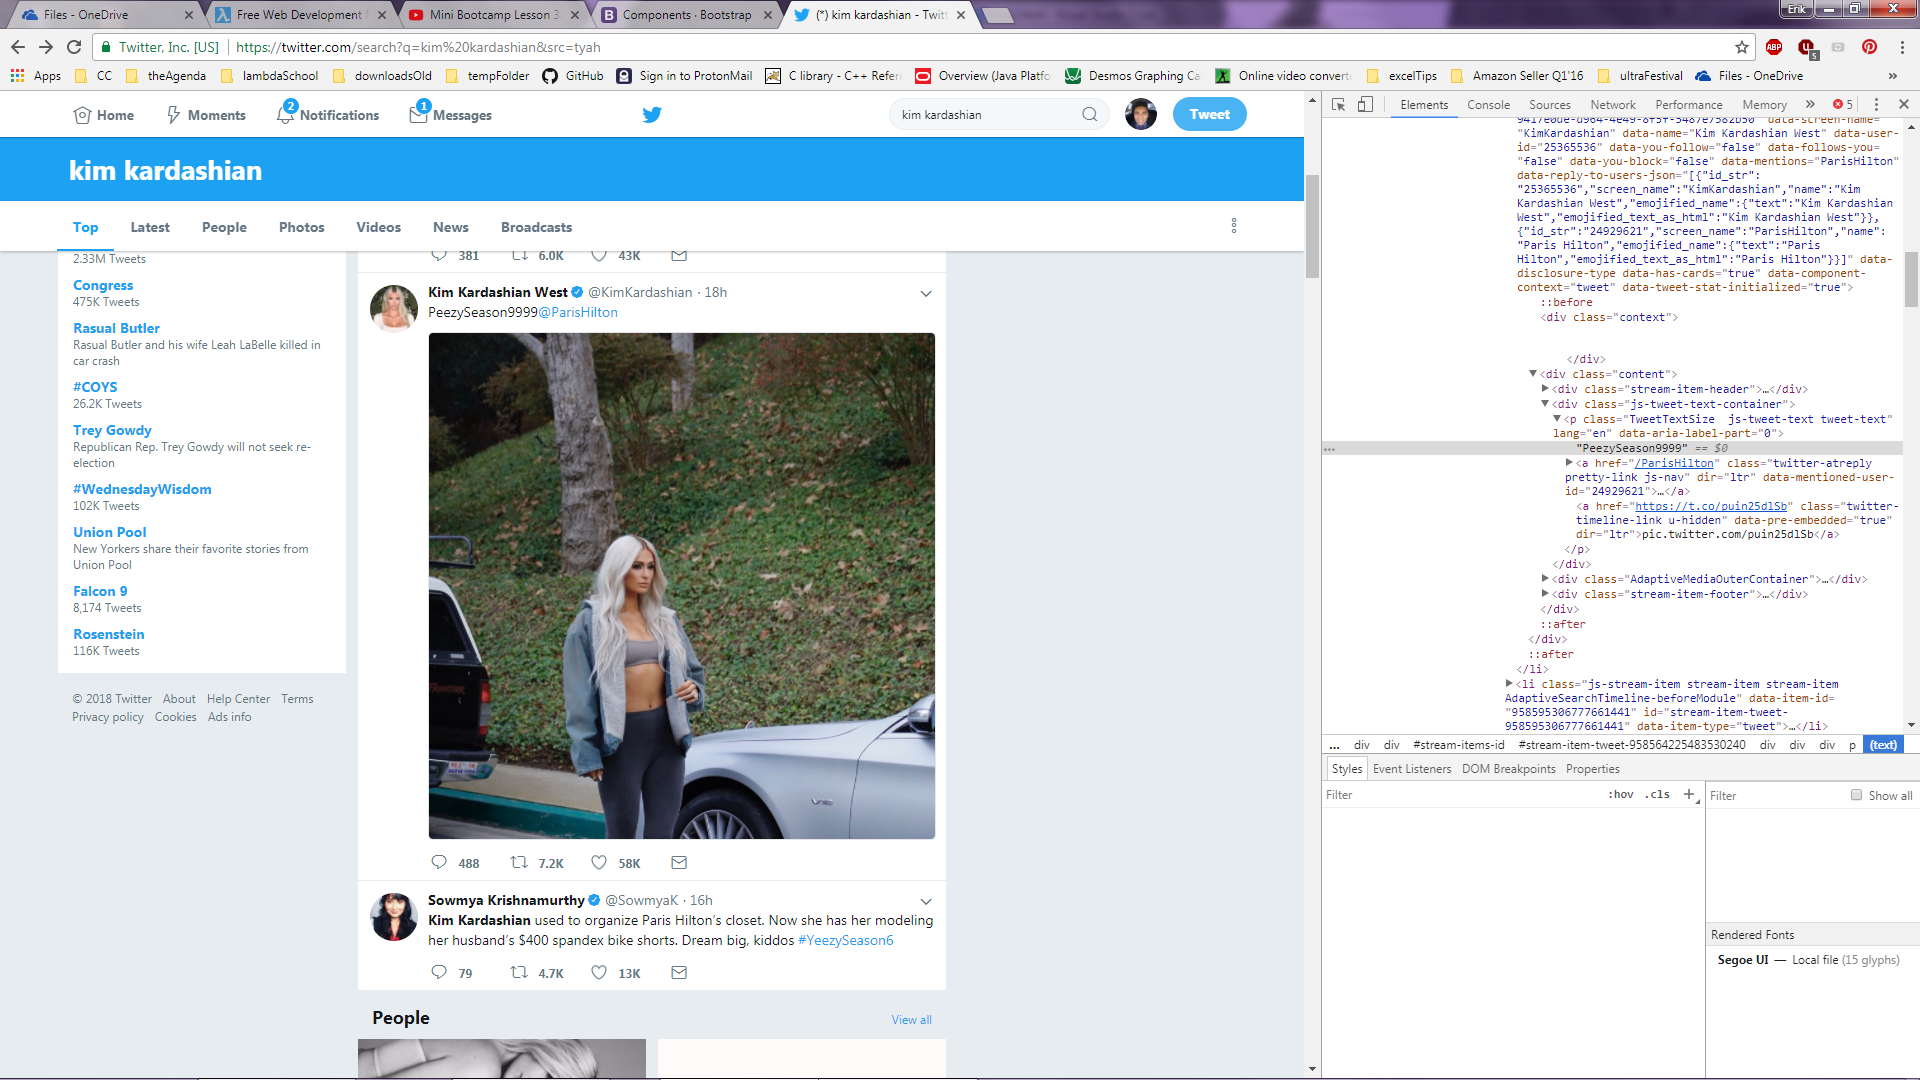 Files - OneDrive
Free Web Development
Mini Bootcamp Lesson 3
Components · Bootstrap
(*) kim kardashian - Twitt
Erik
Twitter, Inc. [US]
https://twitter.com/search?q=kim%20kardashian&src=tyah
ABP
5
Apps
CC
theAgenda
lambdaSchool
downloadsOld
tempFolder
GitHub
Sign in to ProtonMail
C library - C++ Refer
Overview (Java Platfo
Desmos Graphing Ca
Online video converte
excelTips
Amazon Seller Q1'16
ultraFestival
Files - OneDrive
Home
Moments
2
Notifications
1
Messages
kim kardashian
Tweet
kim kardashian
Top
Latest
People
Photos
Videos
News
Broadcasts
2.33M Tweets
Congress
475K Tweets
Rasual Butler
Rasual Butler and his wife Leah LaBelle killed in
car crash
#COYS
26.2K Tweets
Trey Gowdy
Republican Rep. Trey Gowdy will not seek re-
election
#WednesdayWisdom
102K Tweets
Union Pool
New Yorkers share their favorite stories from
Union Pool
Falcon 9
8,174 Tweets
Rosenstein
116K Tweets
© 2018 Twitter About Help Center Terms
Privacy policy Cookies Ads info
381 6.0K 43K
Kim Kardashian West @KimKardashian · 18h
PeezySeason9999@ParisHilton
V12
488 7.2K 58K
Sowmya Krishnamurthy @SowmyaK · 16h
Kim Kardashian used to organize Paris Hilton's closet. Now she has her modeling
her husband's $400 spandex bike shorts. Dream big, kiddos #YeezySeason6
79 4.7K 13K
People
View all
Elements Console Sources Network Performance Memory » 5
9417e0de-d964-4e49-8f5f-5487e7582b50" data-screen-name=
"KimKardashian" data-name="Kim Kardashian West" data-user-
id="25365536" data-you-follow="false" data-follows-you=
"false" data-you-block="false" data-mentions="ParisHilton"
data-reply-to-users-json="[{"id_str":
"25365536","screen_name":"KimKardashian","name":"Kim
Kardashian West","emojified_name":{"text":"Kim Kardashian
West","emojified_text_as_html":"Kim Kardashian West"}},
{"id_str":"24929621","screen_name":"ParisHilton","name":
"Paris Hilton","emojified_name":{"text":"Paris
Hilton","emojified_text_as_html":"Paris Hilton"}}]" data-
disclosure-type data-has-cards="true" data-component-
context="tweet" data-tweet-stat-initialized="true">
::before
<div class="context">
</div>
<div class="content">
<div class="stream-item-header">…</div>
<div class="js-tweet-text-container">
<p class="TweetTextSize js-tweet-text tweet-text"
lang="en" data-aria-label-part="0">
"PeezySeason9999" == $0
<a href="/ParisHilton" class="twitter-atreply
pretty-link js-nav" dir="ltr" data-mentioned-user-
id="24929621">…</a>
<a href="https://t.co/puin25dlSb" class="twitter-
timeline-link u-hidden" data-pre-embedded="true"
dir="ltr">pic.twitter.com/puin25dlSb</a>
</p>
</div>
<div class="AdaptiveMediaOuterContainer">…</div>
<div class="stream-item-footer">…</div>
</div>
::after
</div>
::after
</li>
<li class="js-stream-item stream-item stream-item
AdaptiveSearchTimeline-beforeModule" data-item-id=
"958595306777661441" id="stream-item-tweet-
958595306777661441" data-item-type="tweet">…</li>
... div div #stream-items-id #stream-item-tweet-958564225483530240 div div div p (text)
Styles Event Listeners DOM Breakpoints Properties
Filter :hov .cls +
Filter Show all
Rendered Fonts
Segoe UI — Local file (15 glyphs)